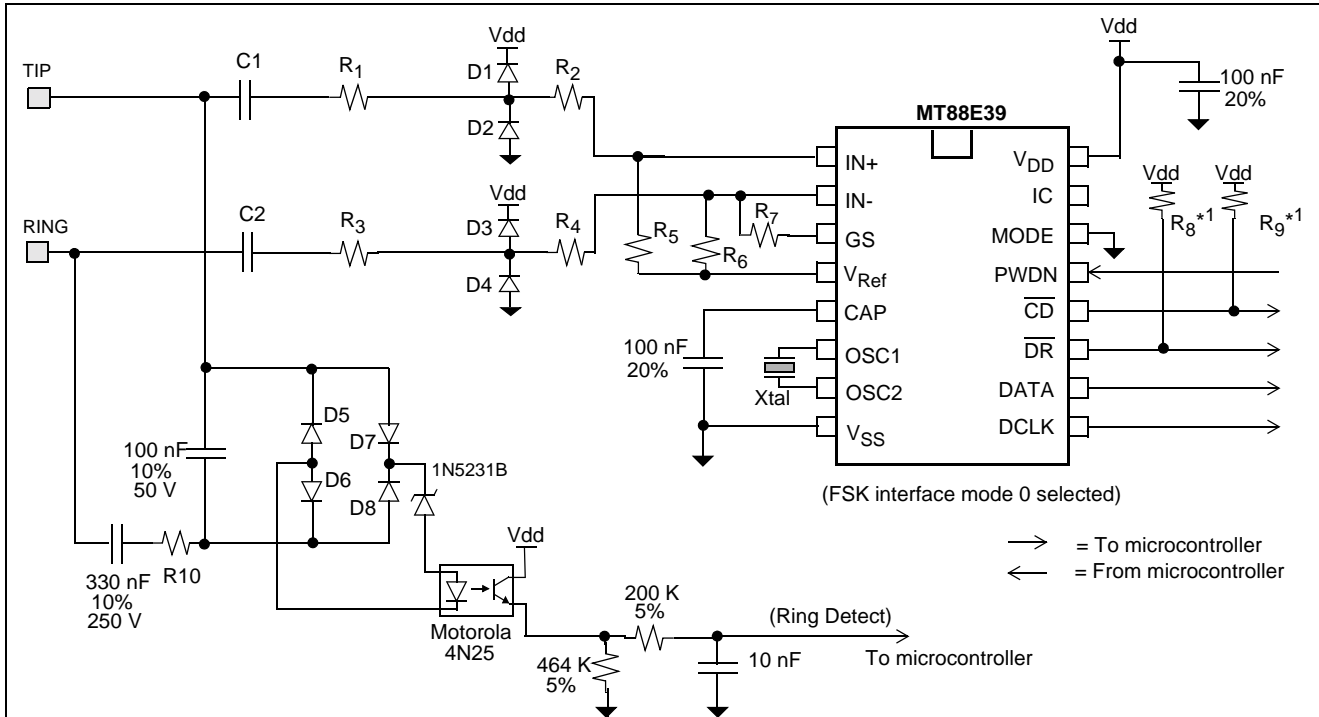 TIP
C1
R1
Vdd
D1
D2
R2
RING
C2
R3
Vdd
D3
D4
R4
R5
R6
R7
MT88E39
IN+
IN-
GS
VRef
CAP
OSC1
OSC2
VSS
VDD
IC
MODE
PWDN
CD
DR
DATA
DCLK
Vdd
100 nF
20%
Vdd
R8*1
Vdd
R9*1
100 nF
20%
Xtal
(FSK interface mode 0 selected)
= To microcontroller
= From microcontroller
100 nF
10%
50 V
D5
D6
D7
D8
1N5231B
330 nF
10%
250 V
R10
Vdd
Motorola
4N25
464 K
5%
200 K
5%
10 nF
(Ring Detect)
To microcontroller